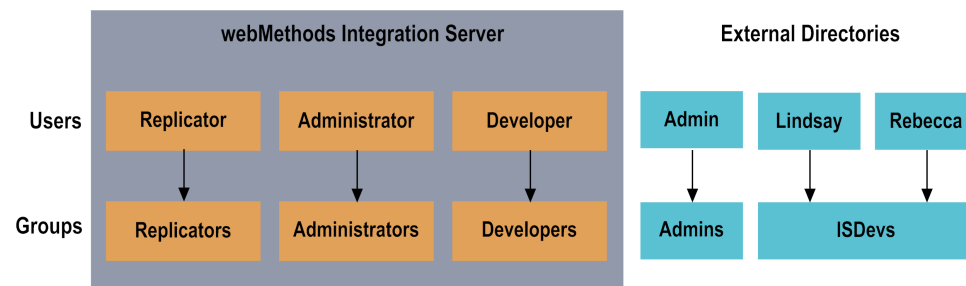 webMethods Integration Server
External Directories
Users
Replicator
Administrator
Developer
Admin
Lindsay
Rebecca
Groups
Replicators
Administrators
Developers
Admins
ISDevs